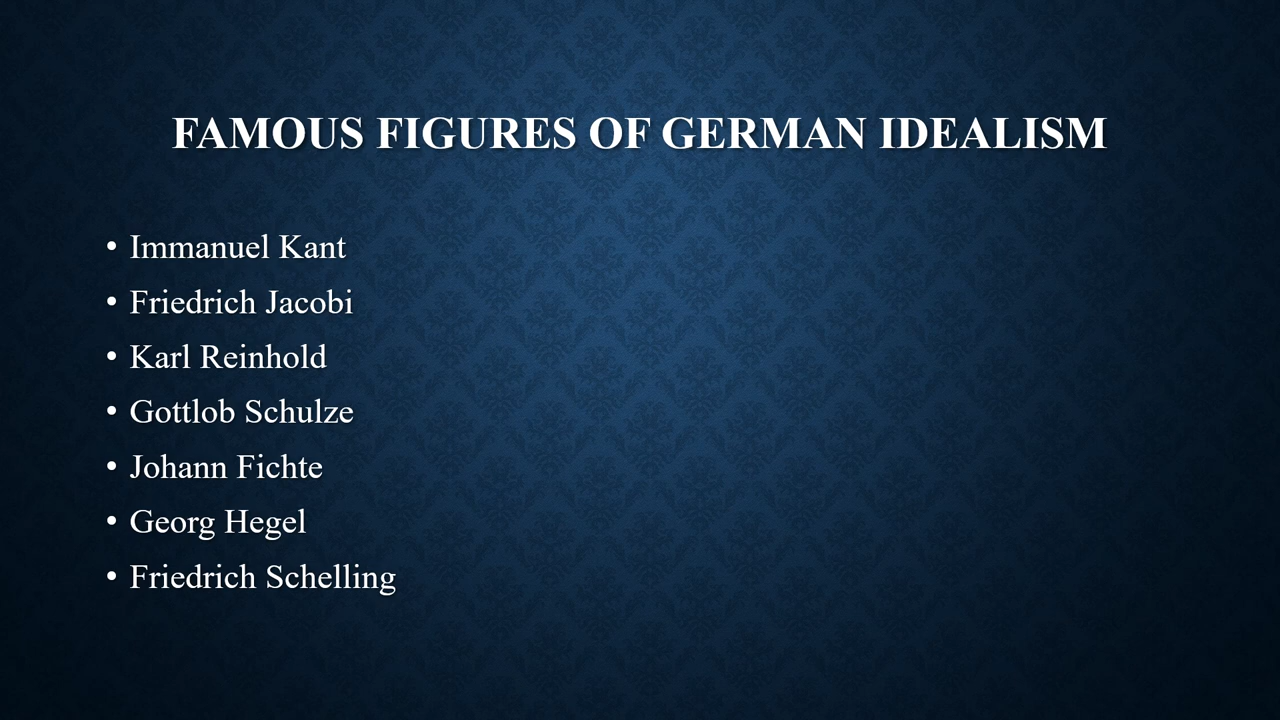 FAMOUS FIGURES OF GERMAN IDEALISM
• Immanuel Kant
• Friedrich Jacobi
• Karl Reinhold
• Gottlob Schulze
• Johann Fichte
• Georg Hegel
• Friedrich Schelling